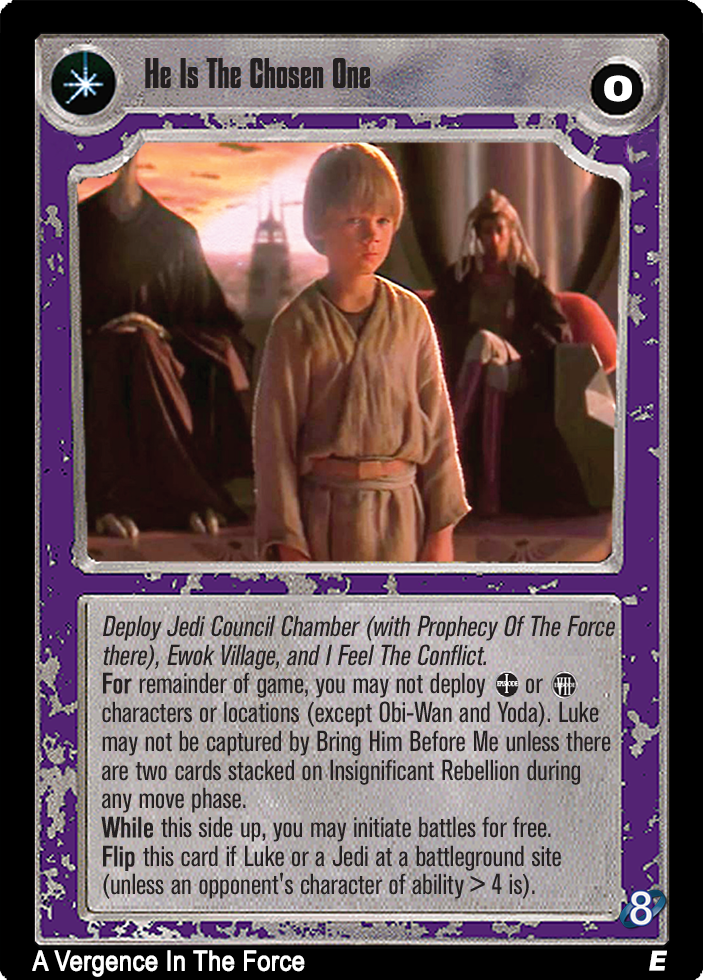 He Is The Chosen One
0
Deploy Jedi Council Chamber (with Prophecy Of The Force
there), Ewok Village, and I Feel The Conflict.
For remainder of game, you may not deploy EPISODE I or VII
characters or locations (except Obi-Wan and Yoda). Luke
may not be captured by Bring Him Before Me unless there
are two cards stacked on Insignificant Rebellion during
any move phase.
While this side up, you may initiate battles for free.
Flip this card if Luke or a Jedi at a battleground site
(unless an opponent's character of ability > 4 is).
8
A Vergence In The Force E